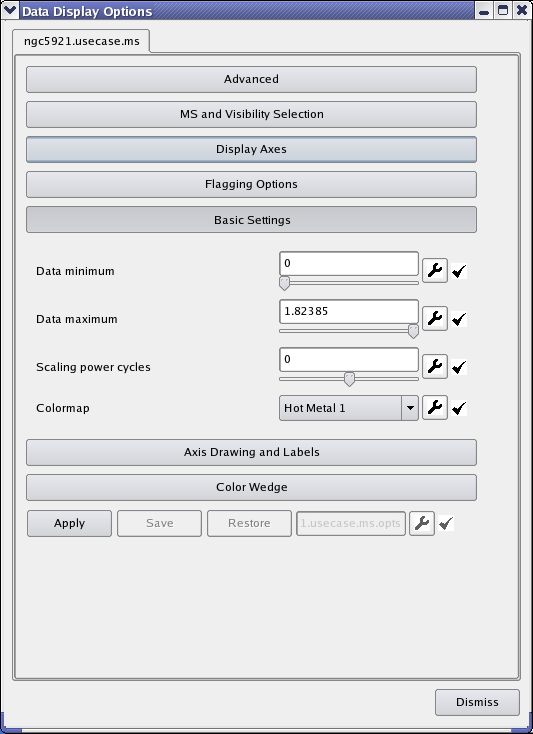 Data Display Options
ngc5921.usecase.ms
Advanced
MS and Visibility Selection
Display Axes
Flagging Options
Basic Settings
Data minimum 0
Data maximum 1.82385
Scaling power cycles 0
Colormap Hot Metal 1
Axis Drawing and Labels
Color Wedge
Apply Save Restore 1.usecase.ms.opts
Dismiss